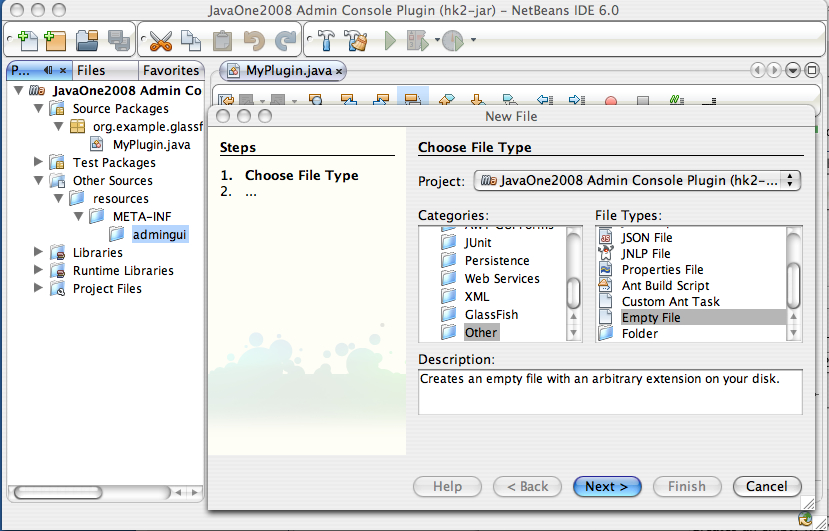 JavaOne2008 Admin Console Plugin (hk2-jar) – NetBeans IDE 6.0
P... Files Favorites
MyPlugin.java
JavaOne2008 Admin Co
Source Packages
org.example.glassf
MyPlugin.java
Test Packages
Other Sources
resources
META-INF
admingui
Libraries
Runtime Libraries
Project Files
New File
Steps
1. Choose File Type
2. ...
Choose File Type
Project: JavaOne2008 Admin Console Plugin (hk2-...
Categories:
JUnit
Persistence
Web Services
XML
GlassFish
Other
File Types:
JSON File
JNLP File
Properties File
Ant Build Script
Custom Ant Task
Empty File
Folder
Description:
Creates an empty file with an arbitrary extension on your disk.
Help < Back Next > Finish Cancel